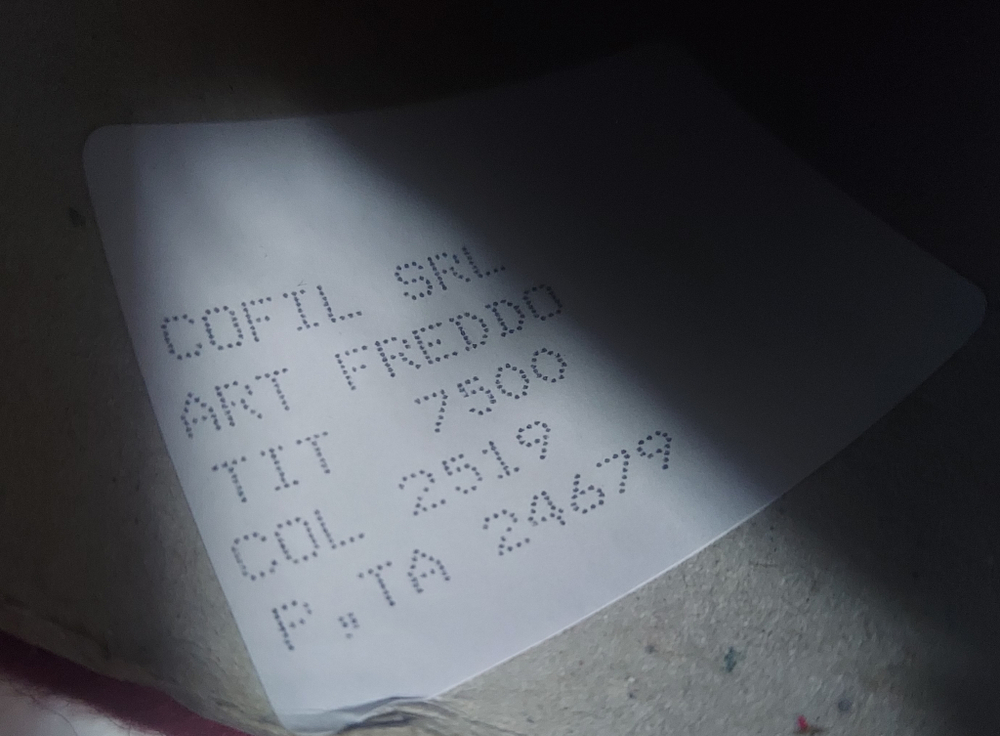 COFIL SRL
ART FREDDO
TIT 7500
COL 2519
P: TA 24679